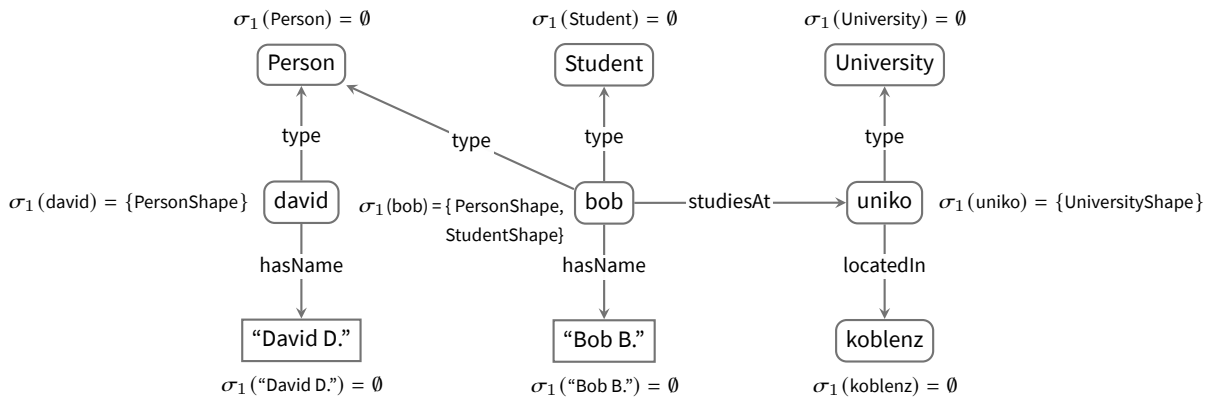 σ₁(Person) = ∅
σ₁(Student) = ∅
σ₁(University) = ∅
Person
Student
University
type
type
type
type
σ₁(david) = {PersonShape}
david
σ₁(bob) = { PersonShape,
StudentShape}
bob
studiesAt
uniko
σ₁(uniko) = {UniversityShape}
hasName
hasName
locatedIn
“David D.”
“Bob B.”
koblenz
σ₁(“David D.”) = ∅
σ₁(“Bob B.”) = ∅
σ₁(koblenz) = ∅